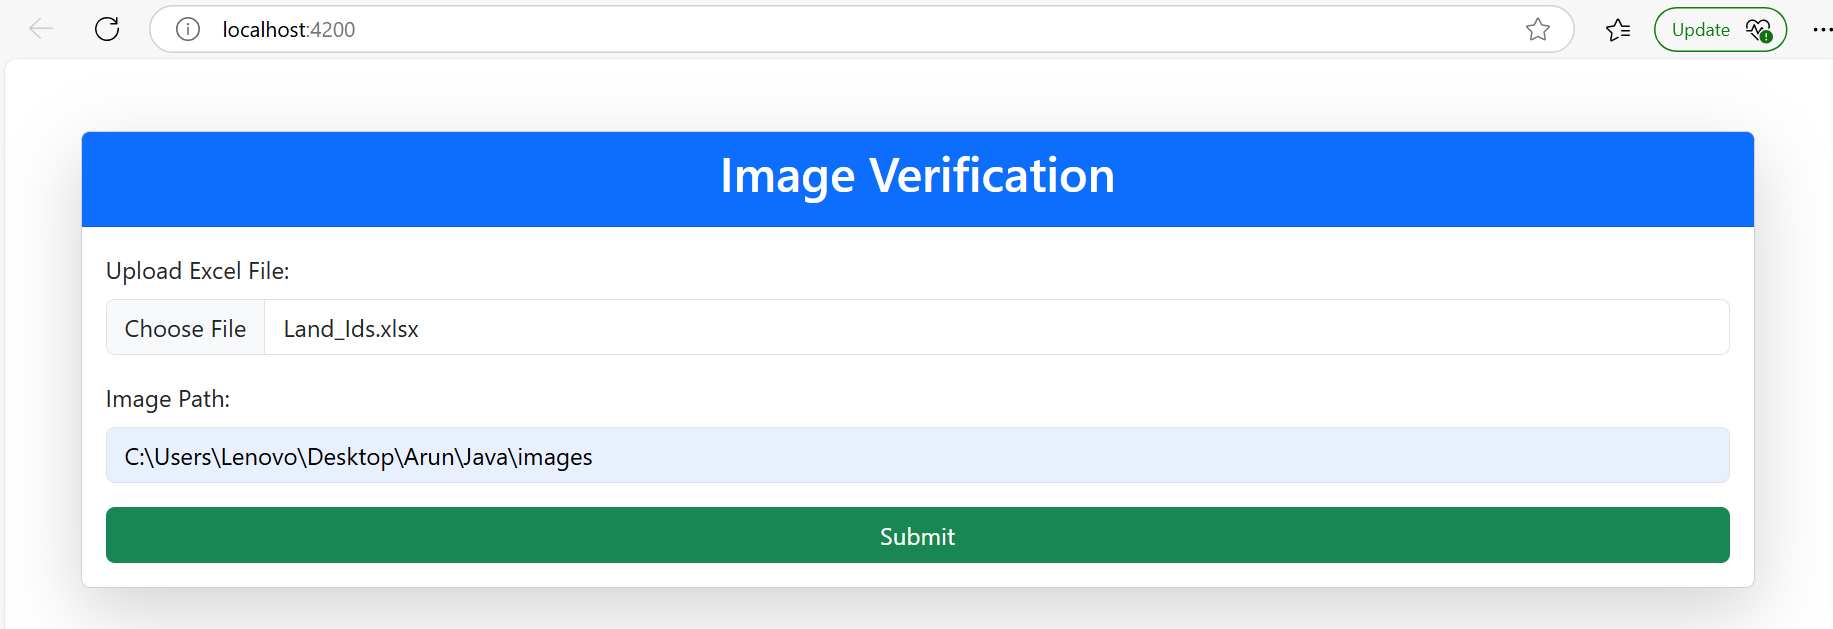 localhost:4200
Update
Image Verification
Upload Excel File:
Choose File Land_Ids.xlsx
Image Path:
C:\Users\Lenovo\Desktop\Arun\Java\images
Submit